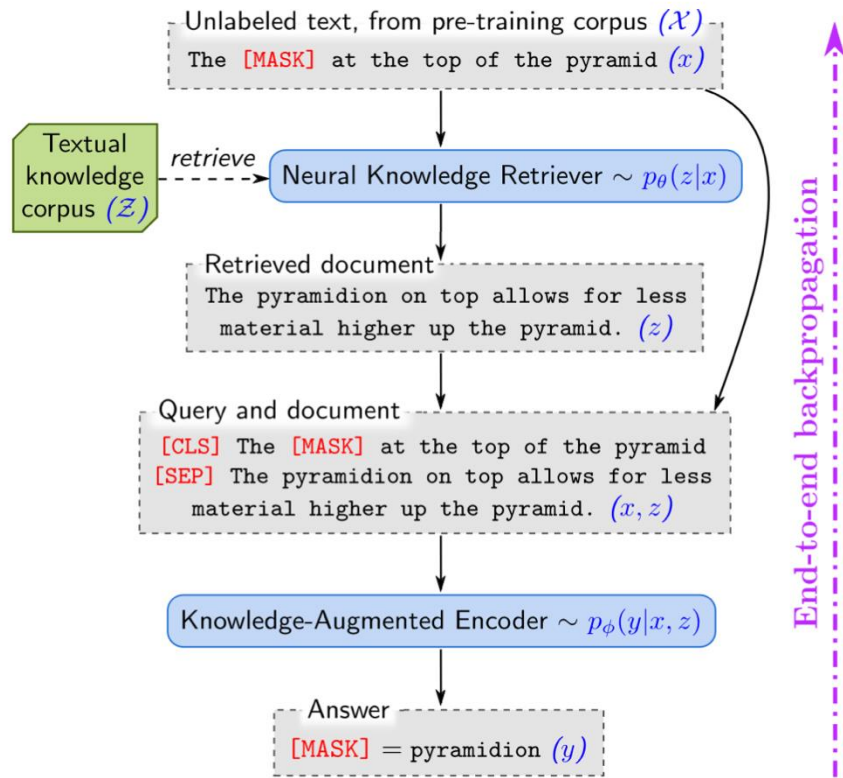 Unlabeled text, from pre-training corpus (𝒳)
The [MASK] at the top of the pyramid (x)
Textual
knowledge
corpus (𝒵)
retrieve
Neural Knowledge Retriever ∼ pθ(z|x)
Retrieved document
The pyramidion on top allows for less
material higher up the pyramid. (z)
Query and document
[CLS] The [MASK] at the top of the pyramid
[SEP] The pyramidion on top allows for less
material higher up the pyramid. (x, z)
Knowledge-Augmented Encoder ∼ pϕ(y|x, z)
Answer
[MASK] = pyramidion (y)
End-to-end backpropagation